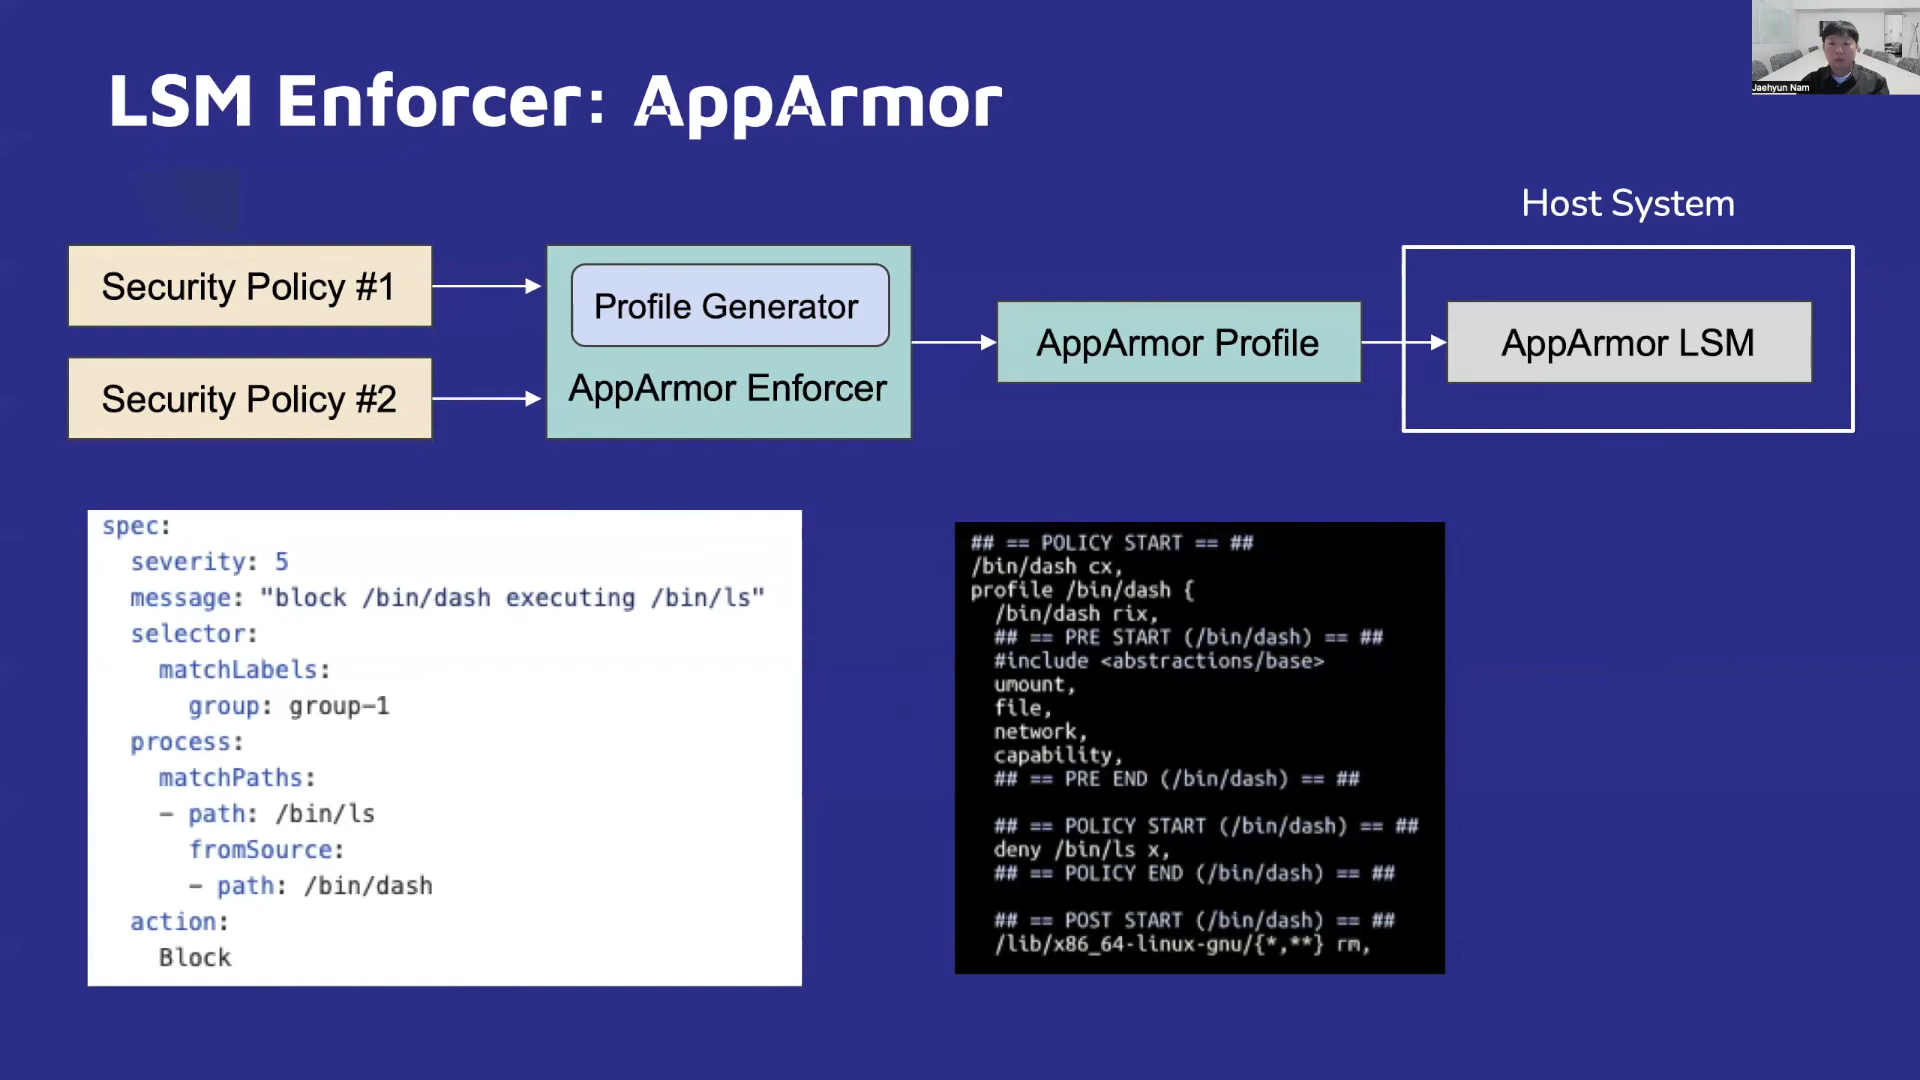 LSM Enforcer: AppArmor
Jaehyun Nam
Host System
Security Policy #1
Security Policy #2
Profile Generator
AppArmor Enforcer
AppArmor Profile
AppArmor LSM
spec:
  severity: 5
  message: "block /bin/dash executing /bin/ls"
  selector:
    matchLabels:
      group: group-1
  process:
    matchPaths:
    - path: /bin/ls
      fromSource:
      - path: /bin/dash
  action:
    Block
## == POLICY START == ##
/bin/dash cx,
profile /bin/dash {
  /bin/dash rix,
  ## == PRE START (/bin/dash) == ##
  #include <abstractions/base>
  umount,
  file,
  network,
  capability,
  ## == PRE END (/bin/dash) == ##
  ## == POLICY START (/bin/dash) == ##
  deny /bin/ls x,
  ## == POLICY END (/bin/dash) == ##
  ## == POST START (/bin/dash) == ##
  /lib/x86_64-linux-gnu/{*,**} rm,